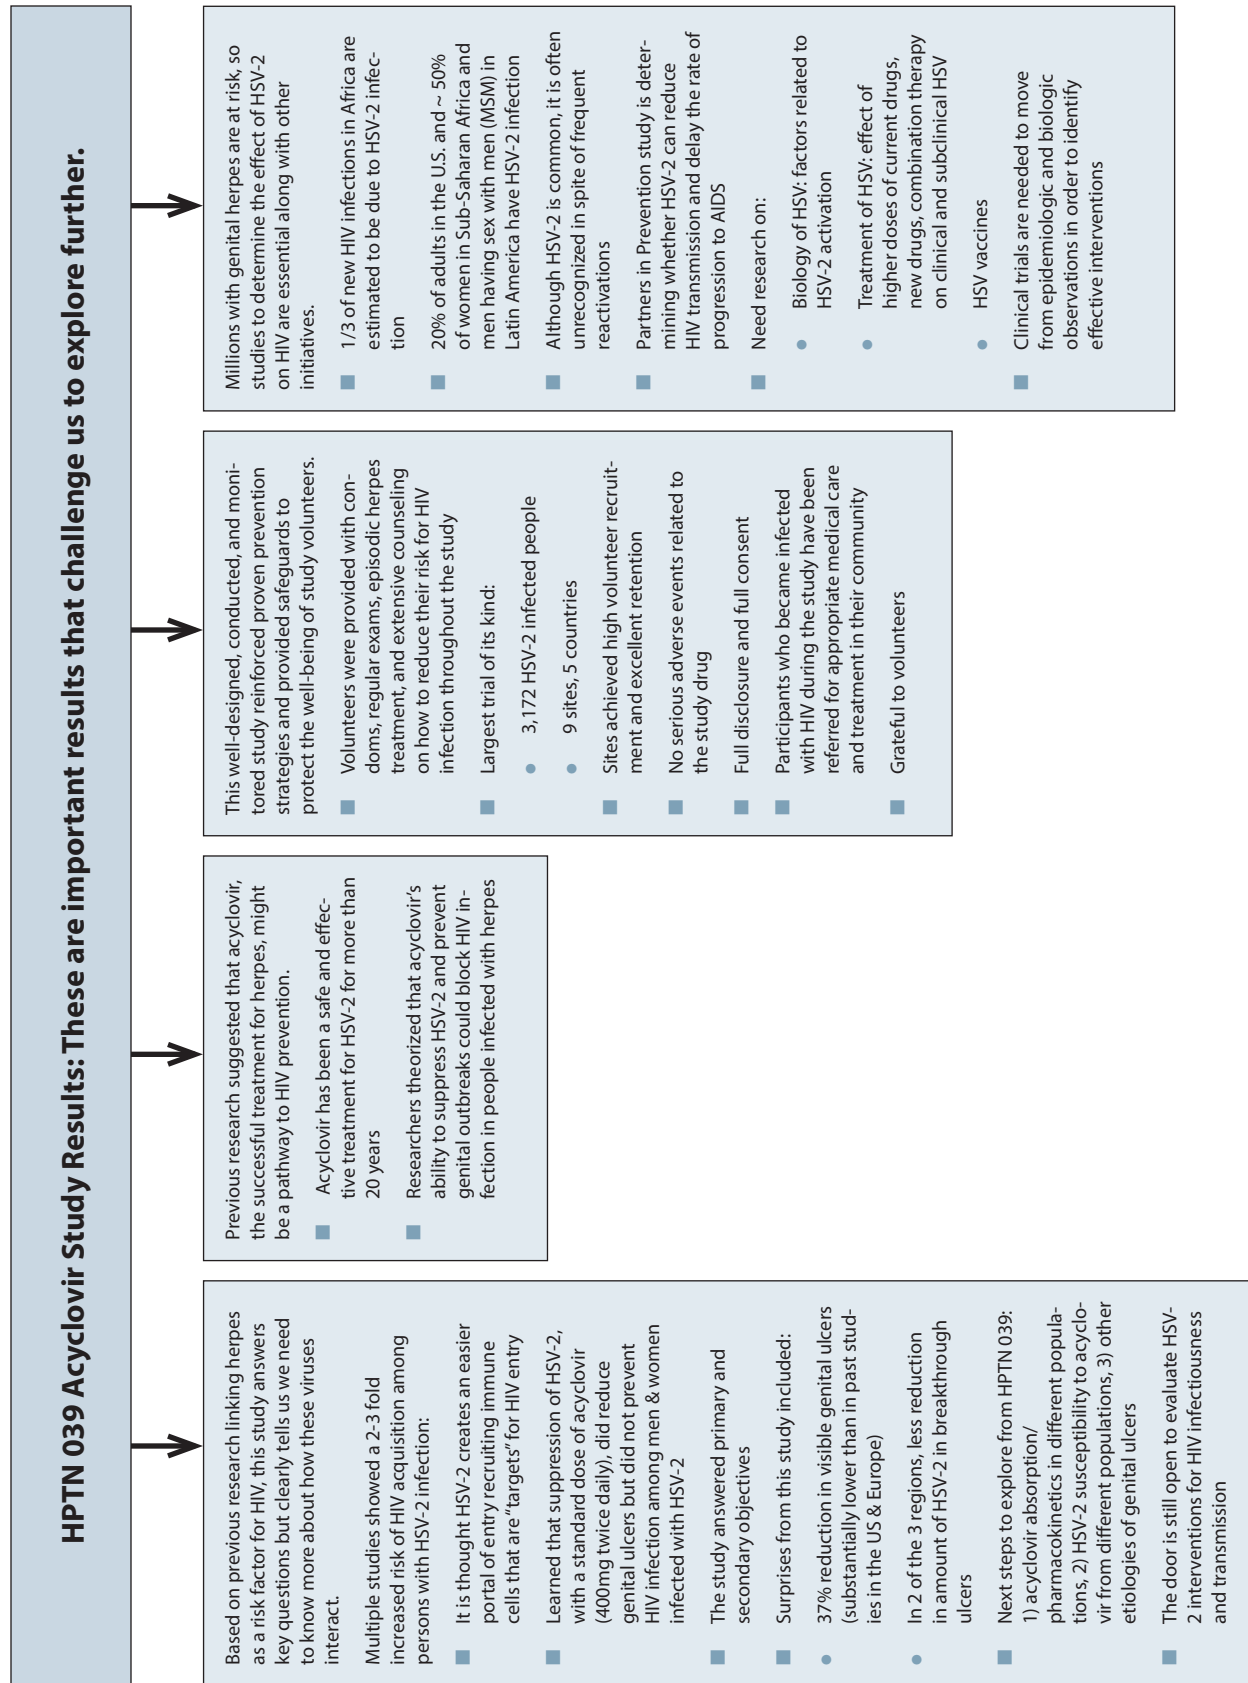 HPTN 039 Acyclovir Study Results: These are important results that challenge us to explore further.
Based on previous research linking herpes
as a risk factor for HIV, this study answers
key questions but clearly tells us we need
to know more about how these viruses
interact.
Multiple studies showed a 2-3 fold
increased risk of HIV acquisition among
persons with HSV-2 infection:
■ It is thought HSV-2 creates an easier
portal of entry recruiting immune
cells that are “targets” for HIV entry
■ Learned that suppression of HSV-2,
with a standard dose of acyclovir
(400mg twice daily), did reduce
genital ulcers but did not prevent
HIV infection among men & women
infected with HSV-2
■ The study answered primary and
secondary objectives
■ Surprises from this study included:
• 37% reduction in visible genital ulcers
(substantially lower than in past stud-
ies in the US & Europe)
• In 2 of the 3 regions, less reduction
in amount of HSV-2 in breakthrough
ulcers
■ Next steps to explore from HPTN 039:
1) acyclovir absorption/
pharmacokinetics in different popula-
tions, 2) HSV-2 susceptibility to acyclo-
vir from different populations, 3) other
etiologies of genital ulcers
■ The door is still open to evaluate HSV-
2 interventions for HIV infectiousness
and transmission
Previous research suggested that acyclovir,
the successful treatment for herpes, might
be a pathway to HIV prevention.
■ Acyclovir has been a safe and effec-
tive treatment for HSV-2 for more than
20 years
■ Researchers theorized that acyclovir’s
ability to suppress HSV-2 and prevent
genital outbreaks could block HIV in-
fection in people infected with herpes
This well-designed, conducted, and moni-
tored study reinforced proven prevention
strategies and provided safeguards to
protect the well-being of study volunteers.
■ Volunteers were provided with con-
doms, regular exams, episodic herpes
treatment, and extensive counseling
on how to reduce their risk for HIV
infection throughout the study
■ Largest trial of its kind:
• 3,172 HSV-2 infected people
• 9 sites, 5 countries
■ Sites achieved high volunteer recruit-
ment and excellent retention
■ No serious adverse events related to
the study drug
■ Full disclosure and full consent
■ Participants who became infected
with HIV during the study have been
referred for appropriate medical care
and treatment in their community
■ Grateful to volunteers
Millions with genital herpes are at risk, so
studies to determine the effect of HSV-2
on HIV are essential along with other
initiatives.
■ 1/3 of new HIV infections in Africa are
estimated to be due to HSV-2 infec-
tion
■ 20% of adults in the U.S. and ~ 50%
of women in Sub-Saharan Africa and
men having sex with men (MSM) in
Latin America have HSV-2 infection
■ Although HSV-2 is common, it is often
unrecognized in spite of frequent
reactivations
■ Partners in Prevention study is deter-
mining whether HSV-2 can reduce
HIV transmission and delay the rate of
progression to AIDS
■ Need research on:
• Biology of HSV: factors related to
HSV-2 activation
• Treatment of HSV: effect of
higher doses of current drugs,
new drugs, combination therapy
on clinical and subclinical HSV
• HSV vaccines
■ Clinical trials are needed to move
from epidemiologic and biologic
observations in order to identify
effective interventions